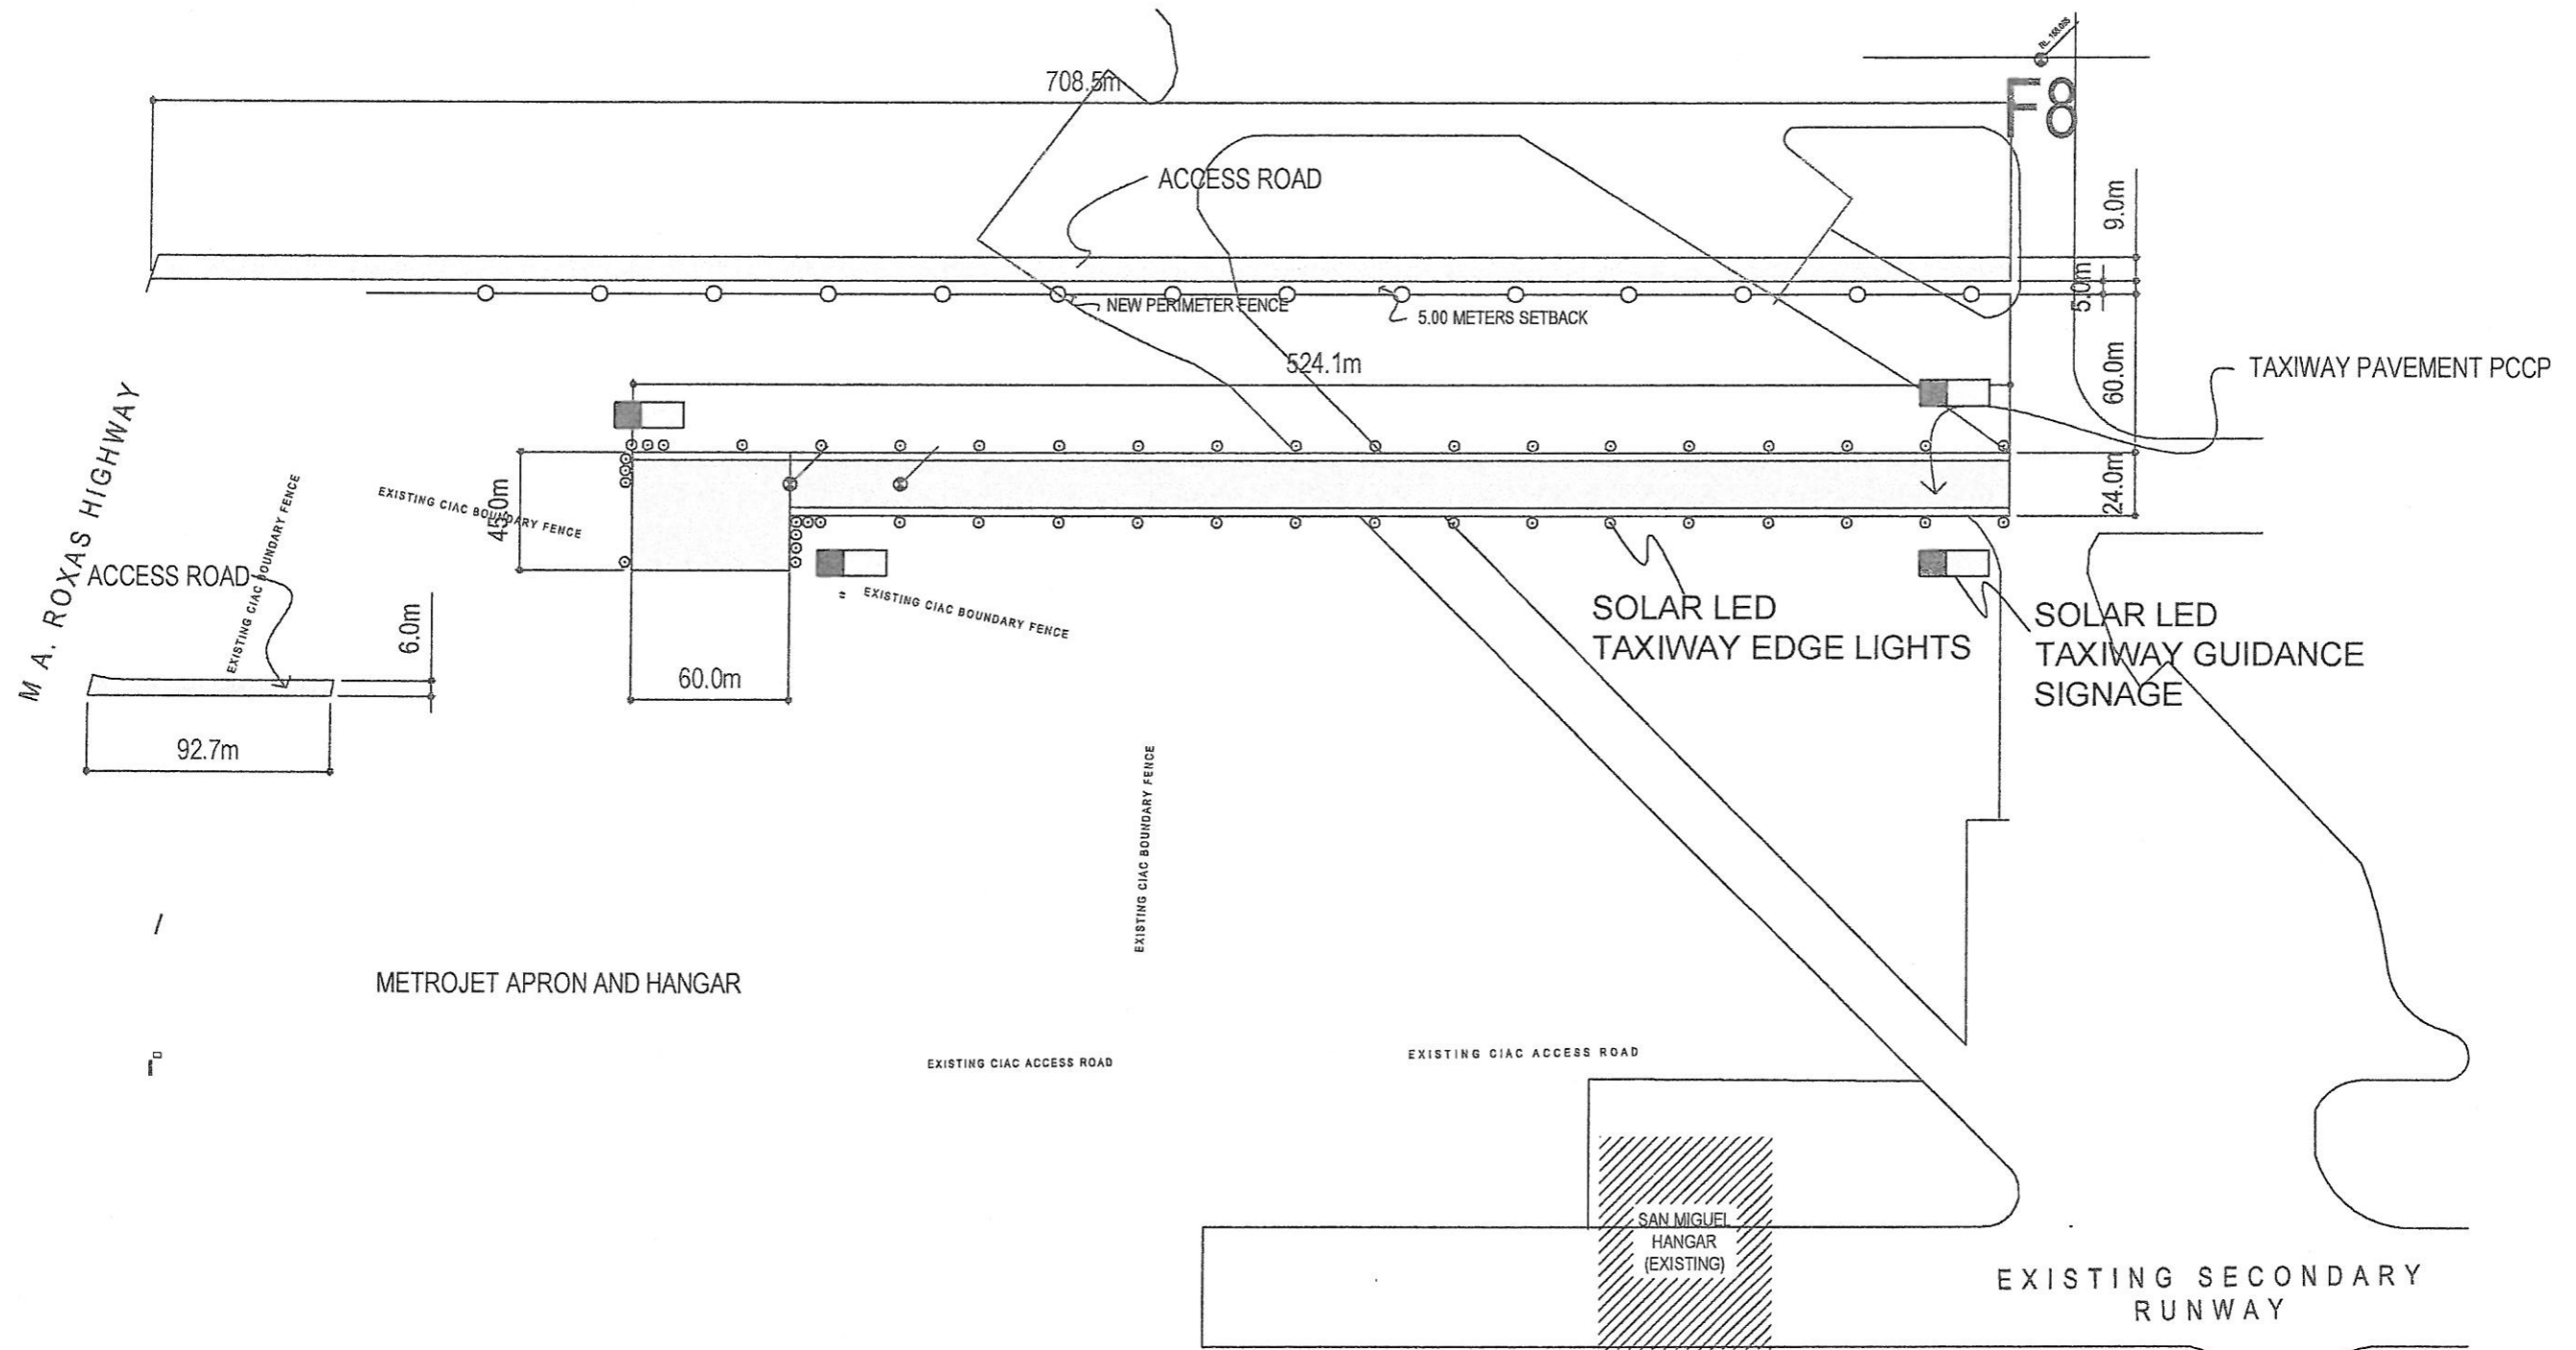 RL. 155.005
708.5m
F8
ACCESS ROAD
9.0m
5.0m
NEW PERIMETER FENCE
5.00 METERS SETBACK
524.1m
60.0m
TAXIWAY PAVEMENT PCCP
24.0m
M A. ROXAS HIGHWAY
EXISTING CIAC BOUNDARY FENCE
45.0m
EXISTING CIAC BOUNDARY FENCE
ACCESS ROAD
6.0m
EXISTING CIAC BOUNDARY FENCE
SOLAR LED
TAXIWAY EDGE LIGHTS
SOLAR LED
TAXIWAY GUIDANCE
SIGNAGE
60.0m
92.7m
EXISTING CIAC BOUNDARY FENCE
METROJET APRON AND HANGAR
EXISTING CIAC ACCESS ROAD
EXISTING CIAC ACCESS ROAD
SAN MIGUEL
HANGAR
(EXISTING)
EXISTING SECONDARY
RUNWAY